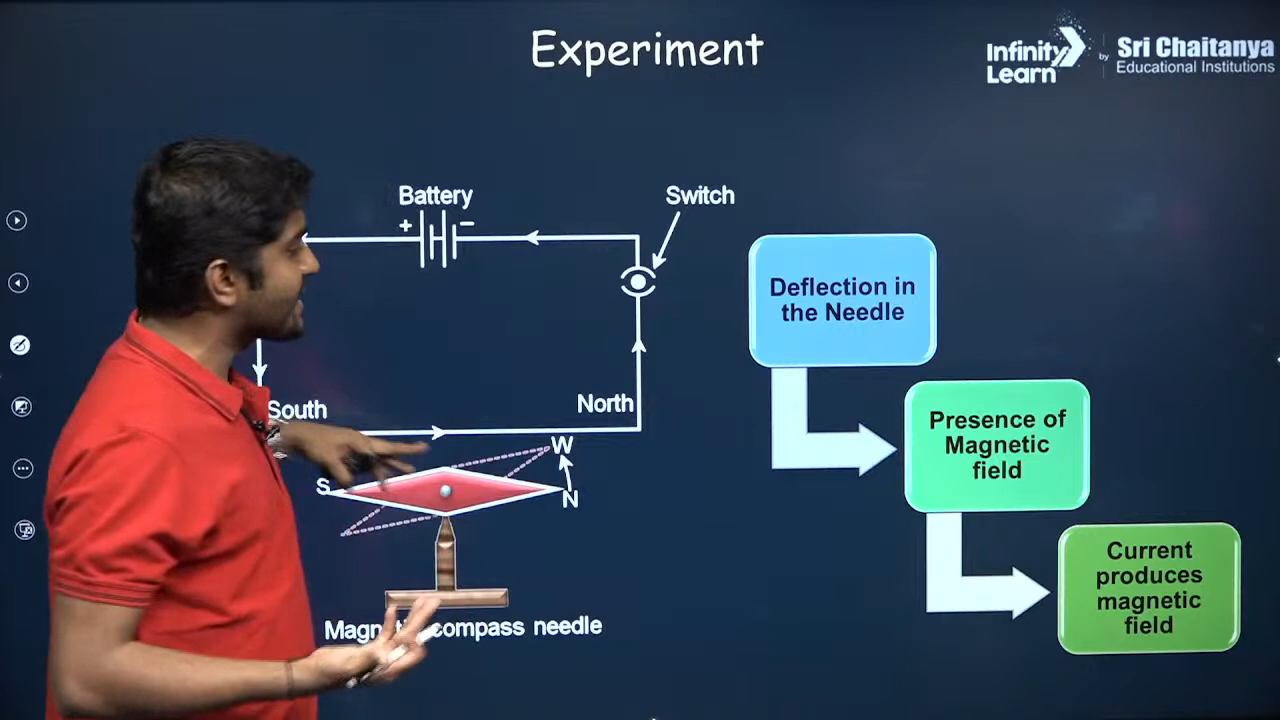 Experiment
Infinity
Learn
by
Sri Chaitanya
Educational Institutions
Battery
+ −
Switch
South
North
W
S
N
compass needle
Deflection in
the Needle
Presence of
Magnetic
field
Current
produces
magnetic
field